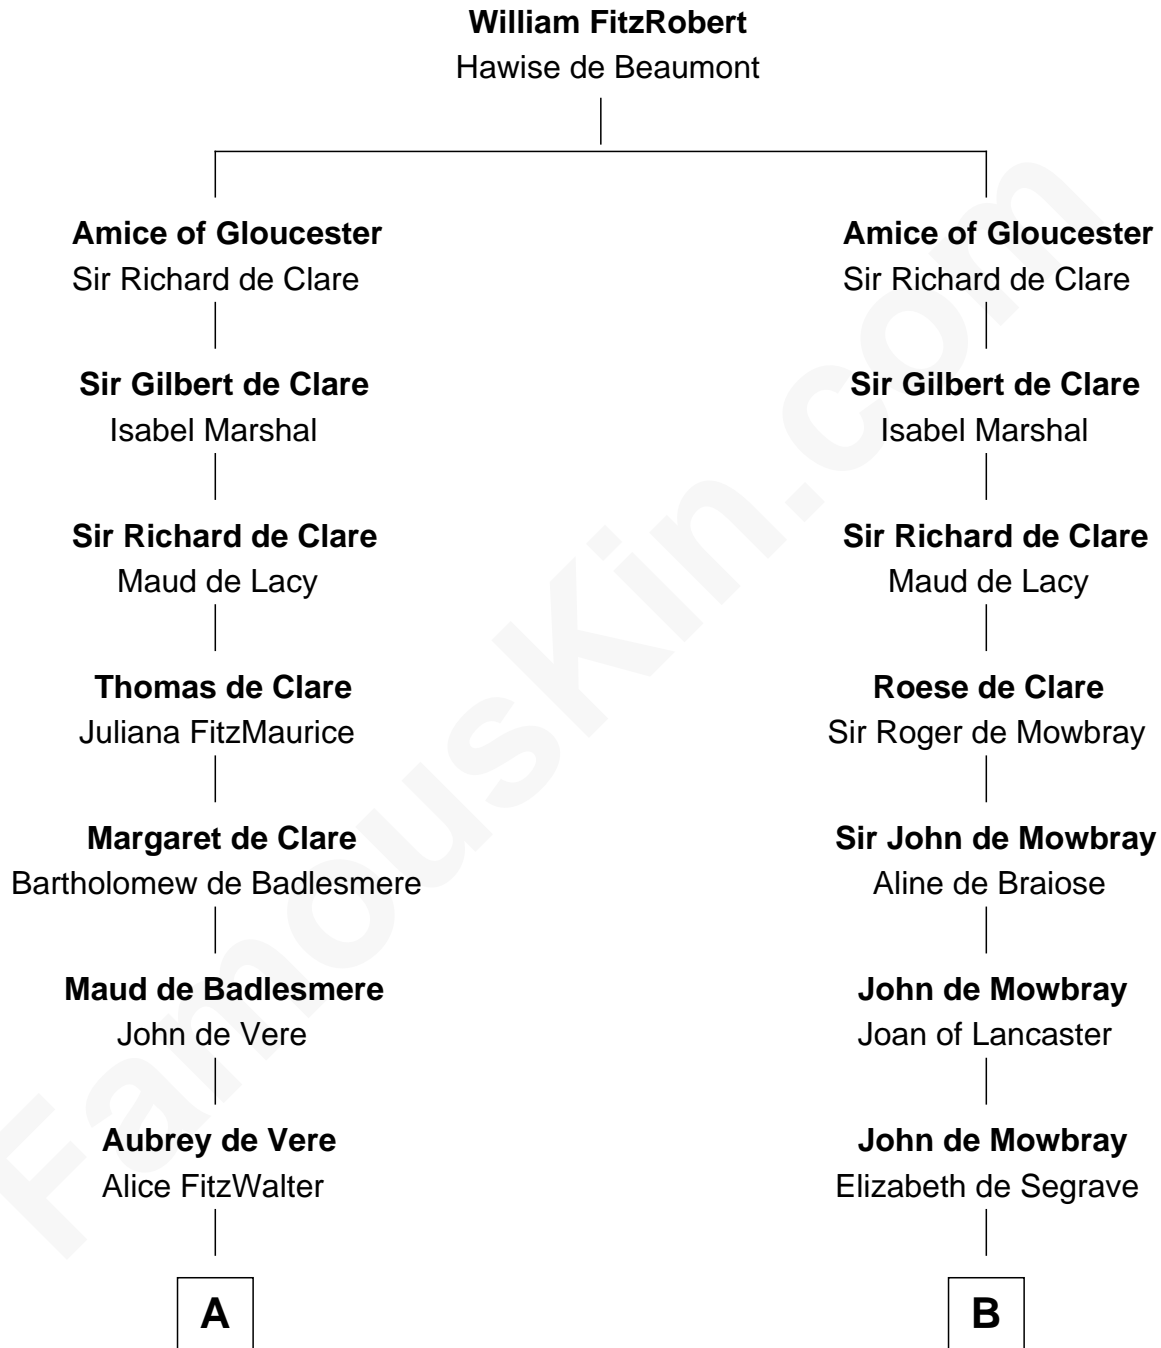 William FitzRobert
Hawise de Beaumont
Amice of Gloucester
Sir Richard de Clare
Sir Gilbert de Clare
Isabel Marshal
Sir Richard de Clare
Maud de Lacy
Thomas de Clare
Juliana FitzMaurice
Margaret de Clare
Bartholomew de Badlesmere
Maud de Badlesmere
John de Vere
Aubrey de Vere
Alice FitzWalter
A
Amice of Gloucester
Sir Richard de Clare
Sir Gilbert de Clare
Isabel Marshal
Sir Richard de Clare
Maud de Lacy
Roese de Clare
Sir Roger de Mowbray
Sir John de Mowbray
Aline de Braiose
John de Mowbray
Joan of Lancaster
John de Mowbray
Elizabeth de Segrave
B
FamousKin.com